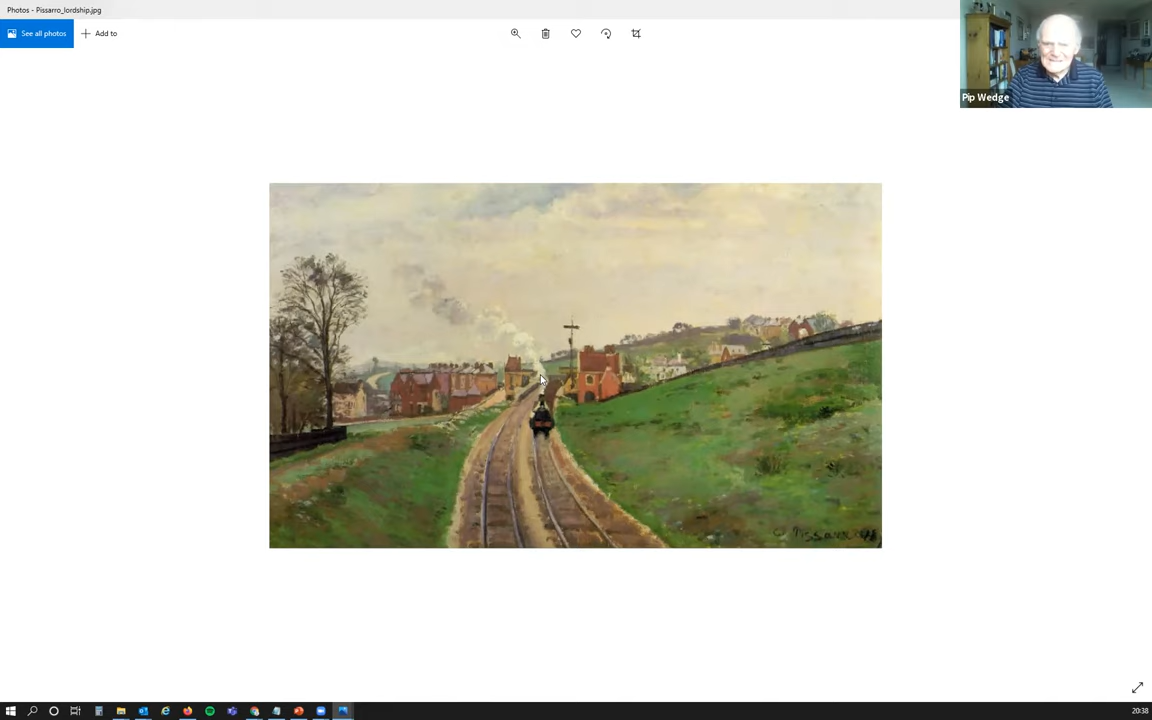 Photos - Pissarro_lordship.jpg
See all photos
Add to
Pip Wedge
20:38